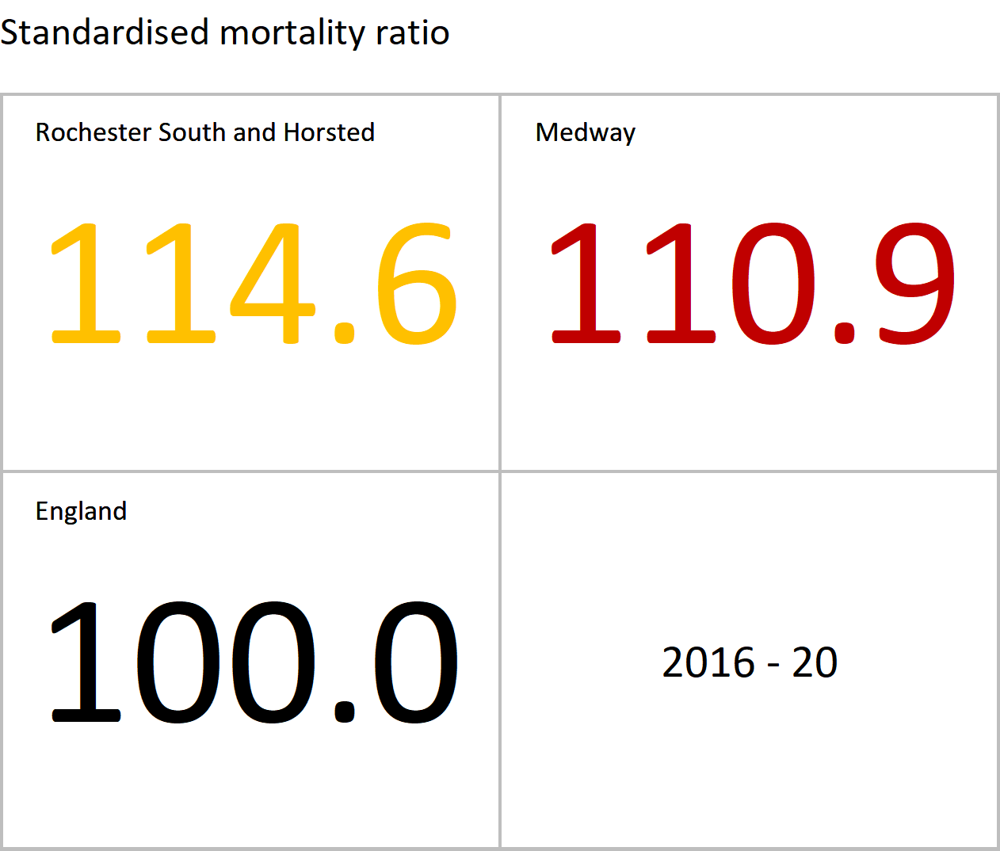 Standardised mortality ratio
Rochester South and Horsted
114.6
Medway
110.9
England
100.0
2016 - 20